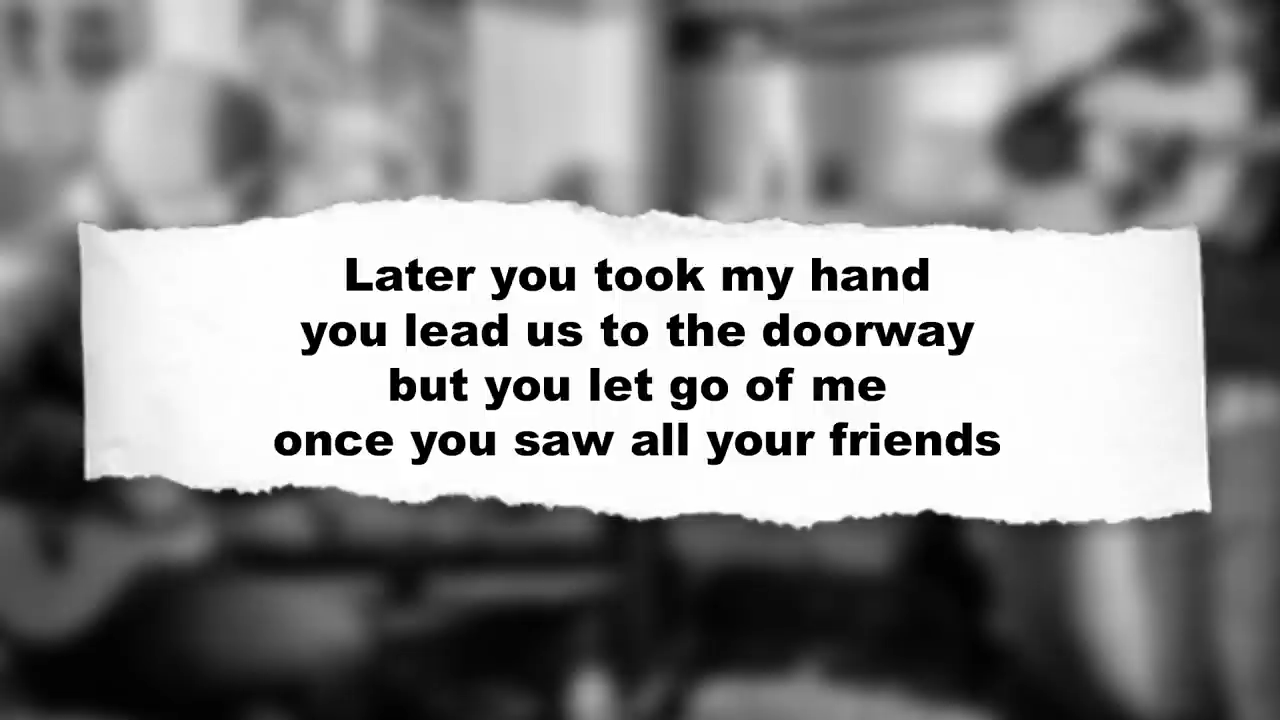 Later you took my hand
you lead us to the doorway
but you let go of me
once you saw all your friends